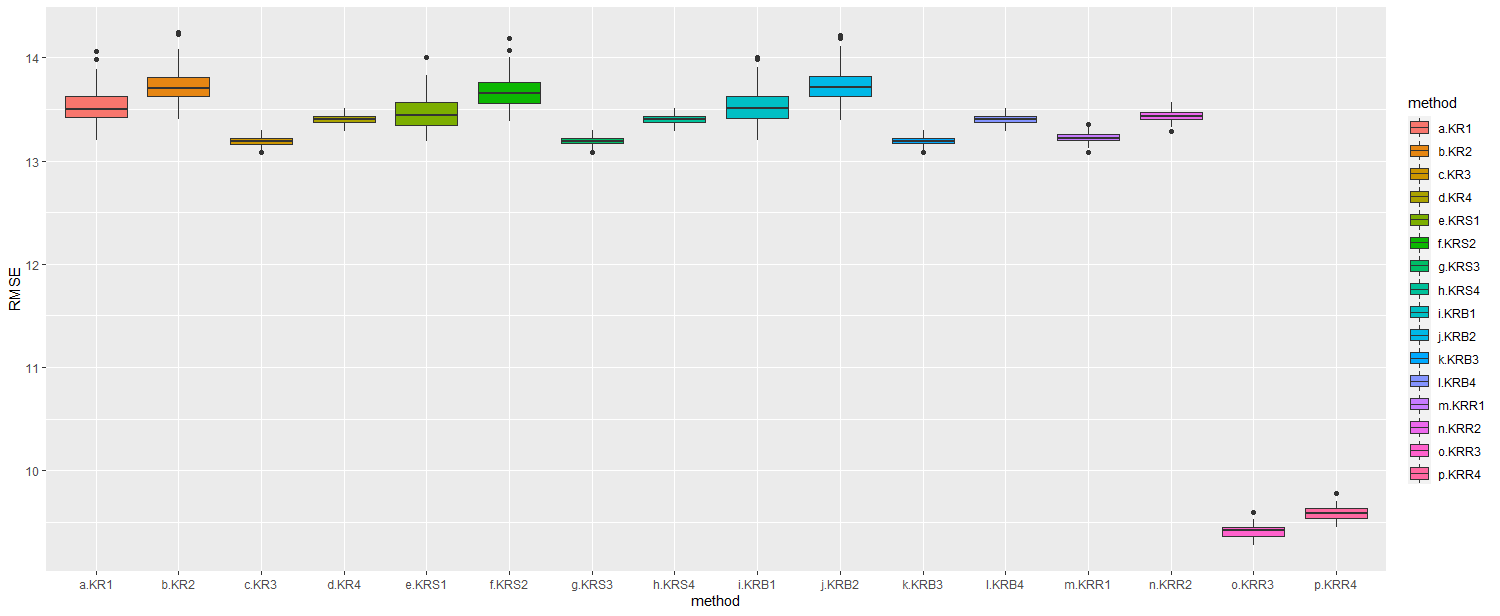 RMSE
14
13
12
11
10
a.KR1 b.KR2 c.KR3 d.KR4 e.KRS1 f.KRS2 g.KRS3 h.KRS4 i.KRB1 j.KRB2 k.KRB3 l.KRB4 m.KRR1 n.KRR2 o.KRR3 p.KRR4
method
method
a.KR1
b.KR2
c.KR3
d.KR4
e.KRS1
f.KRS2
g.KRS3
h.KRS4
i.KRB1
j.KRB2
k.KRB3
l.KRB4
m.KRR1
n.KRR2
o.KRR3
p.KRR4